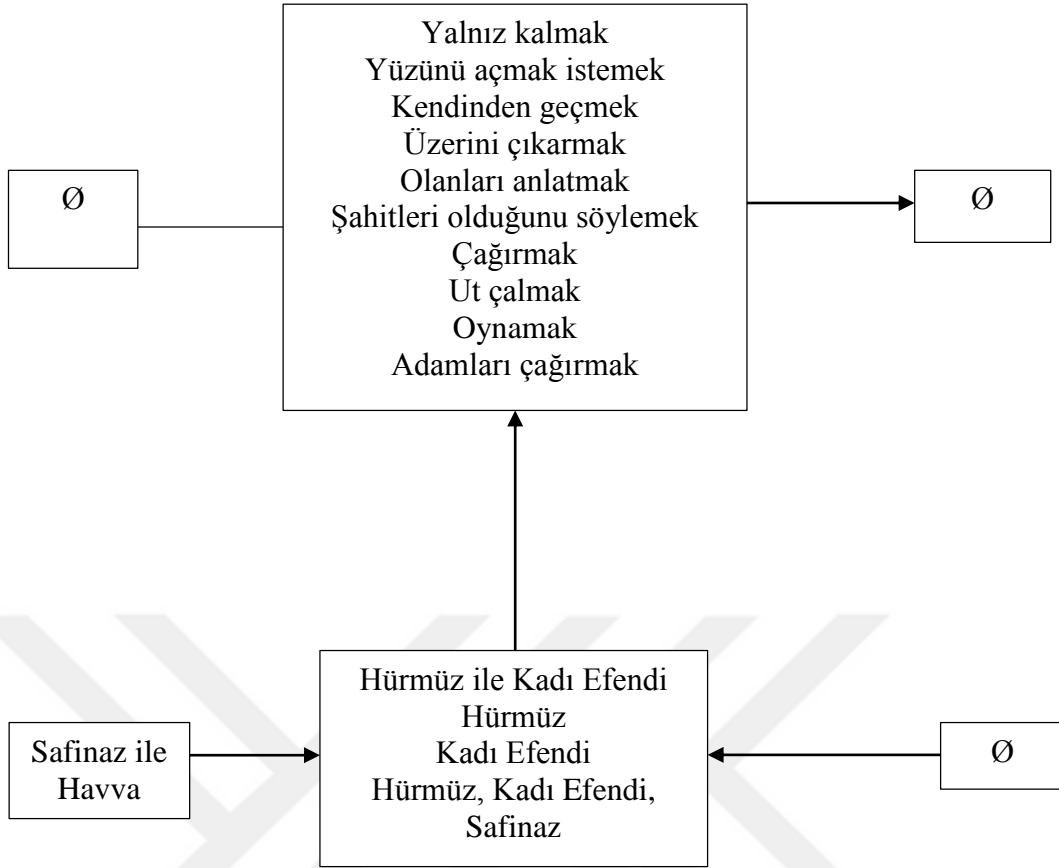 Yalnız kalmak
Yüzünü açmak istemek
Kendinden geçmek
Üzerini çıkarmak
Olanları anlatmak
Şahitleri olduğunu söylemek
Çağırmak
Ut çalmak
Oynamak
Adamları çağırmak
Ø
Ø
Hürmüz ile Kadı Efendi
Hürmüz
Kadı Efendi
Hürmüz, Kadı Efendi,
Safinaz
Safinaz ile
Havva
Ø